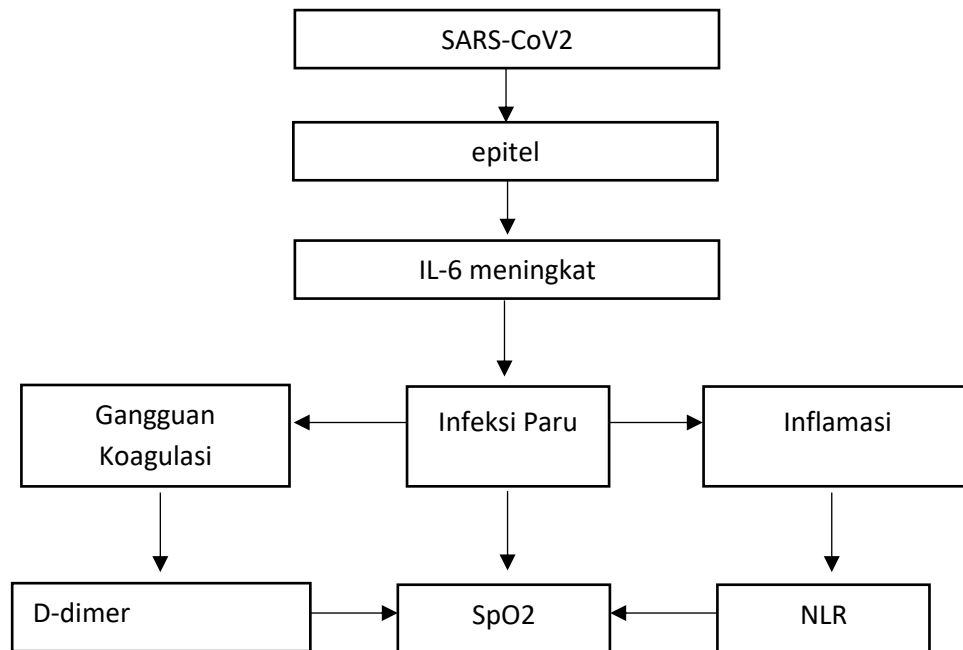 SARS-CoV2
epitel
IL-6 meningkat
Gangguan
Koagulasi
Infeksi Paru
Inflamasi
D-dimer
SpO2
NLR